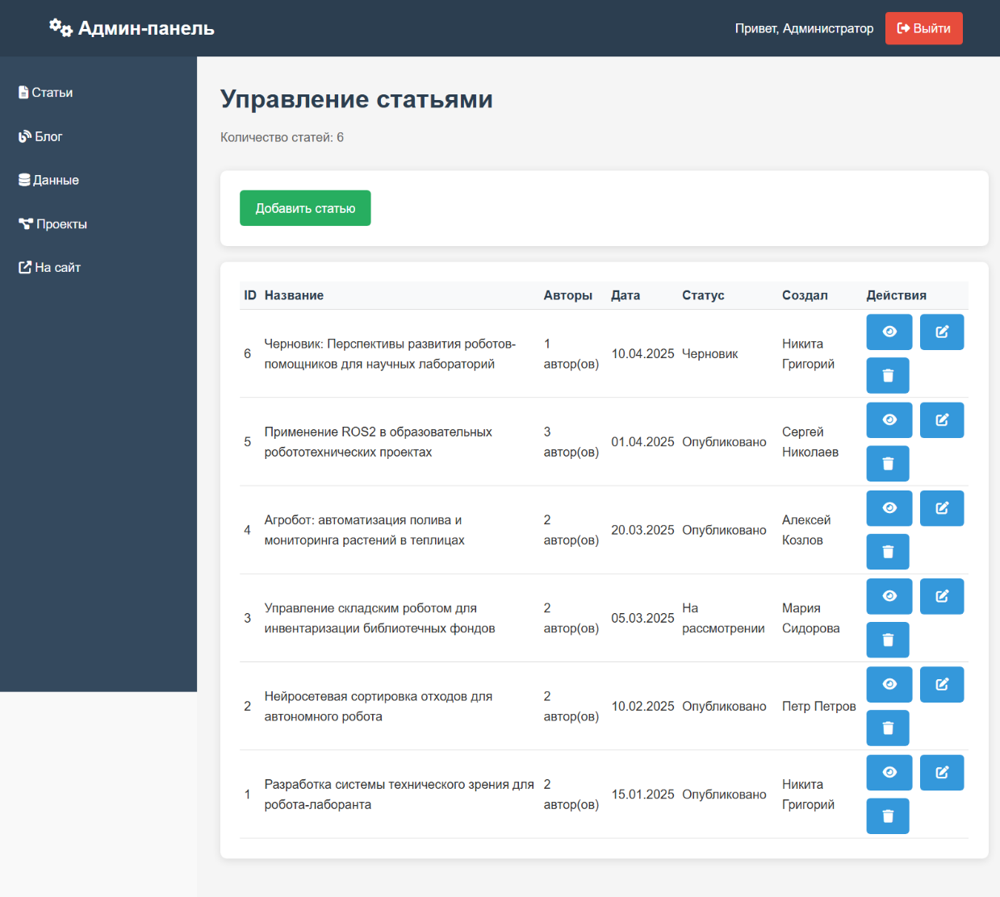 Админ-панель
Привет, Администратор
Выйти
Статьи
Блог
Данные
Проекты
На сайт
Управление статьями
Количество статей: 6
Добавить статью
ID Название Авторы Дата Статус Создал Действия
6 Черновик: Перспективы развития роботов-помощников для научных лабораторий 1 автор(ов) 10.04.2025 Черновик Никита Григорий
5 Применение ROS2 в образовательных робототехнических проектах 3 автор(ов) 01.04.2025 Опубликовано Сергей Николаев
4 Агробот: автоматизация полива и мониторинга растений в теплицах 2 автор(ов) 20.03.2025 Опубликовано Алексей Козлов
3 Управление складским роботом для инвентаризации библиотечных фондов 2 автор(ов) 05.03.2025 На рассмотрении Мария Сидорова
2 Нейросетевая сортировка отходов для автономного робота 2 автор(ов) 10.02.2025 Опубликовано Петр Петров
1 Разработка системы технического зрения для робота-лаборанта 2 автор(ов) 15.01.2025 Опубликовано Никита Григорий